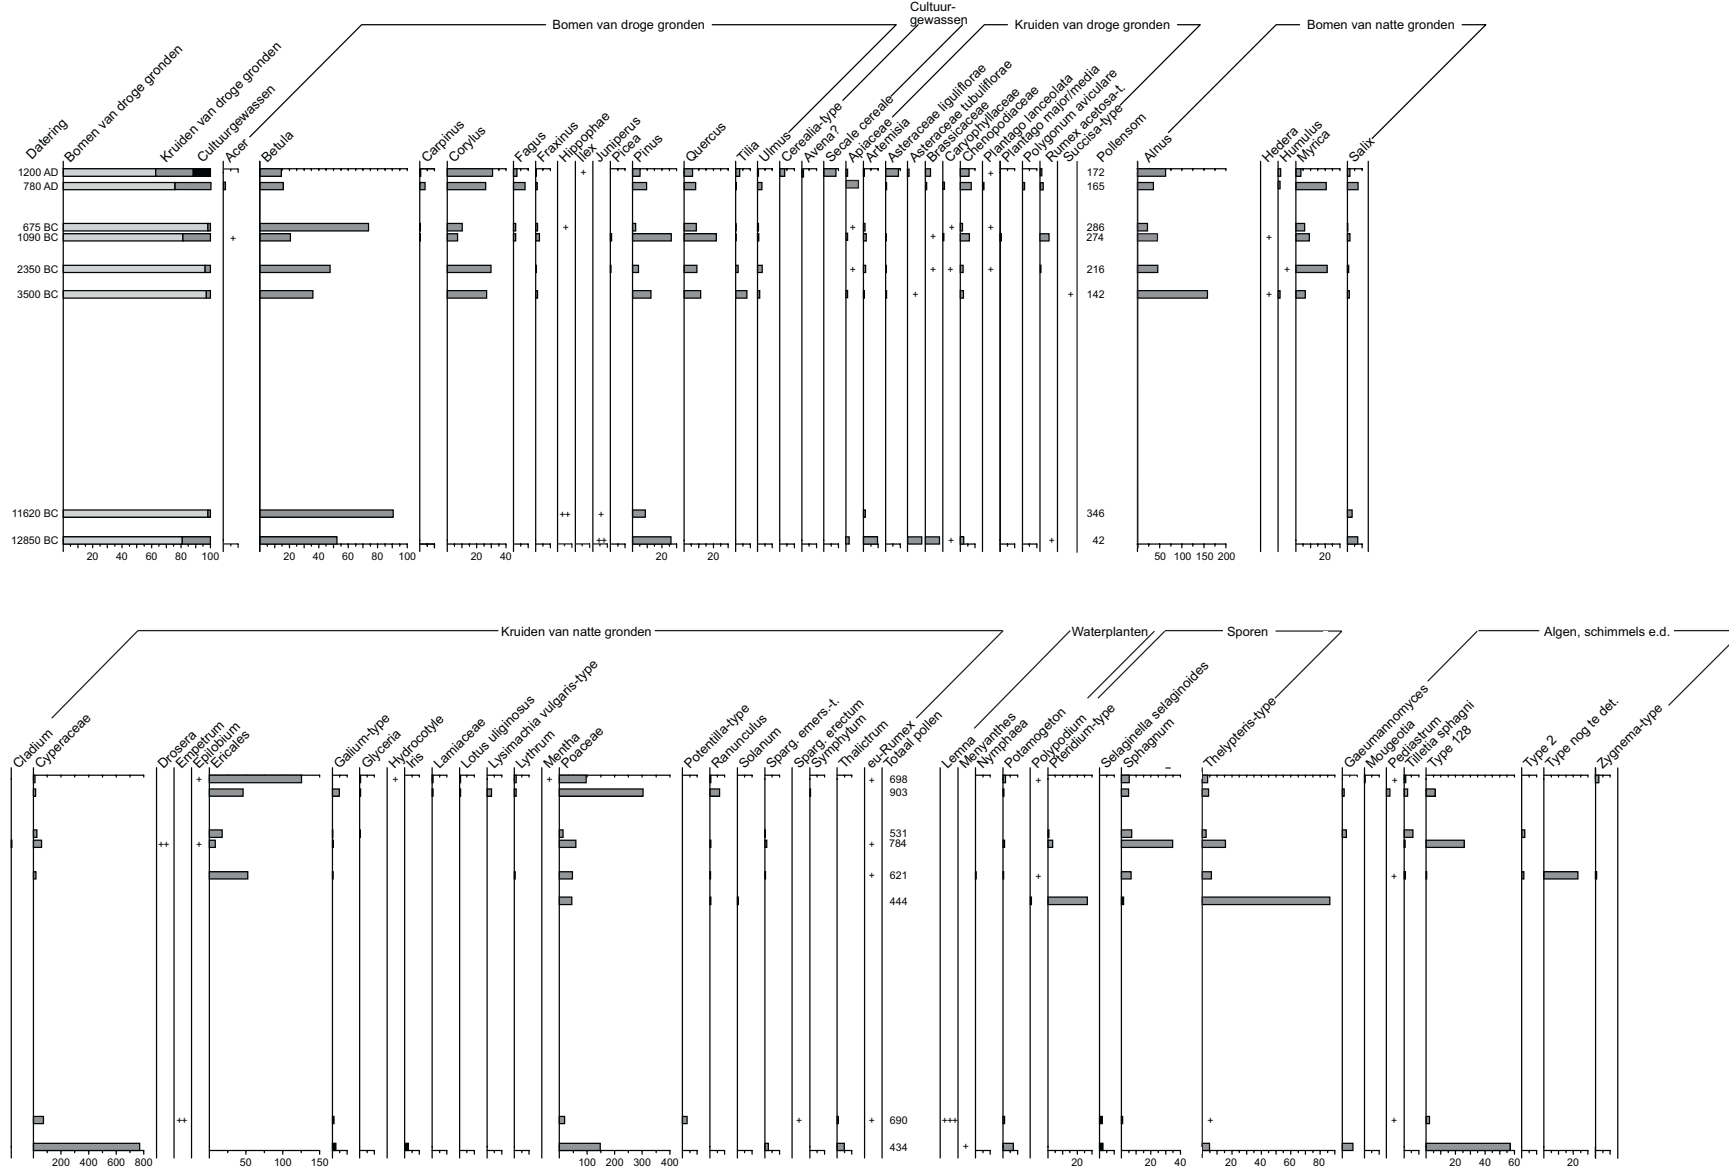 Cultuur-
gewassen
Bomen van droge gronden
Kruiden van droge gronden
Bomen van natte gronden
Datering
Bomen van droge gronden
Kruiden van droge gronden
Cultuurgewassen
Acer
Betula
Carpinus
Corylus
Fagus
Fraxinus
Hippophae
Ilex
Juniperus
Picea
Pinus
Quercus
Tilia
Ulmus
Cerealia-type
Avena?
Secale cereale
Apiaceae
Artemisia
Asteraceae liguliflorae
Asteraceae tubuliflorae
Brassicaceae
Caryophyllaceae
Chenopodiaceae
Plantago lanceolata
Plantago major/media
Polygonum aviculare
Rumex acetosa-t.
Succisa-type
Pollensom
Alnus
Hedera
Humulus
Myrica
Salix
1200 AD + + 172
780 AD 165
675 BC + + + + 286
1090 BC + + + 274
2350 BC + + + + + 216
3500 BC + + + 142
11620 BC ++ + 346
12850 BC ++ + + 42
20 40 60 80 100 20 40 60 80 100 20 40 20 20 50 100 150 200 20
Kruiden van natte gronden
Waterplanten
Sporen
Algen, schimmels e.d.
Cladium
Cyperaceae
Drosera
Empetrum
Epilobium
Ericales
Galium-type
Glyceria
Hydrocotyle
Iris
Lamiaceae
Lotus uliginosus
Lysimachia vulgaris-type
Lythrum
Mentha
Poaceae
Potentilla-type
Ranunculus
Solanum
Sparg. emers.-t.
Sparg. erectum
Symphytum
Thalictrum
eu-Rumex
Totaal pollen
Lemna
Menyanthes
Nymphaea
Potamogeton
Polypodium
Pteridium-type
Selaginella selaginoides
Sphagnum
Thelypteris-type
Gaeumannomyces
Mougeotia
Pediastrum
Tilletia sphagni
Type 128
Type 2
Type nog te det.
Zygnema-type
+ + + + 698 + +
903
531
++ + + 784
+ 621 + +
444
++ + + 690 +++ + +
434 +
200 400 600 800 50 100 150 100 200 300 400 20 20 40 20 40 60 80 20 40 60 20